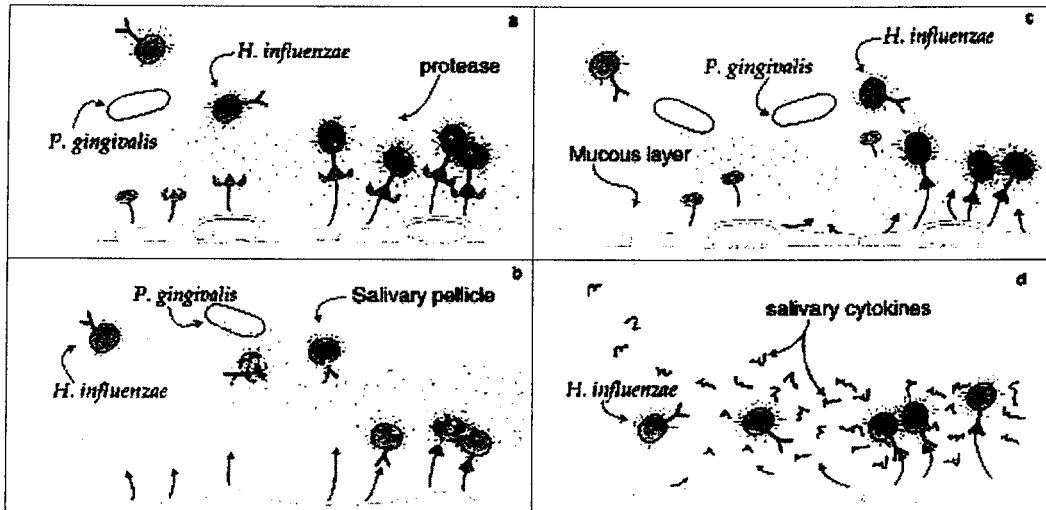 a
H. influenzae
protease
P. gingivalis
c
H. influenzae
P. gingivalis
Mucous layer
b
P. gingivalis
Salivary pellicle
H. influenzae
d
salivary cytokines
H. influenzae